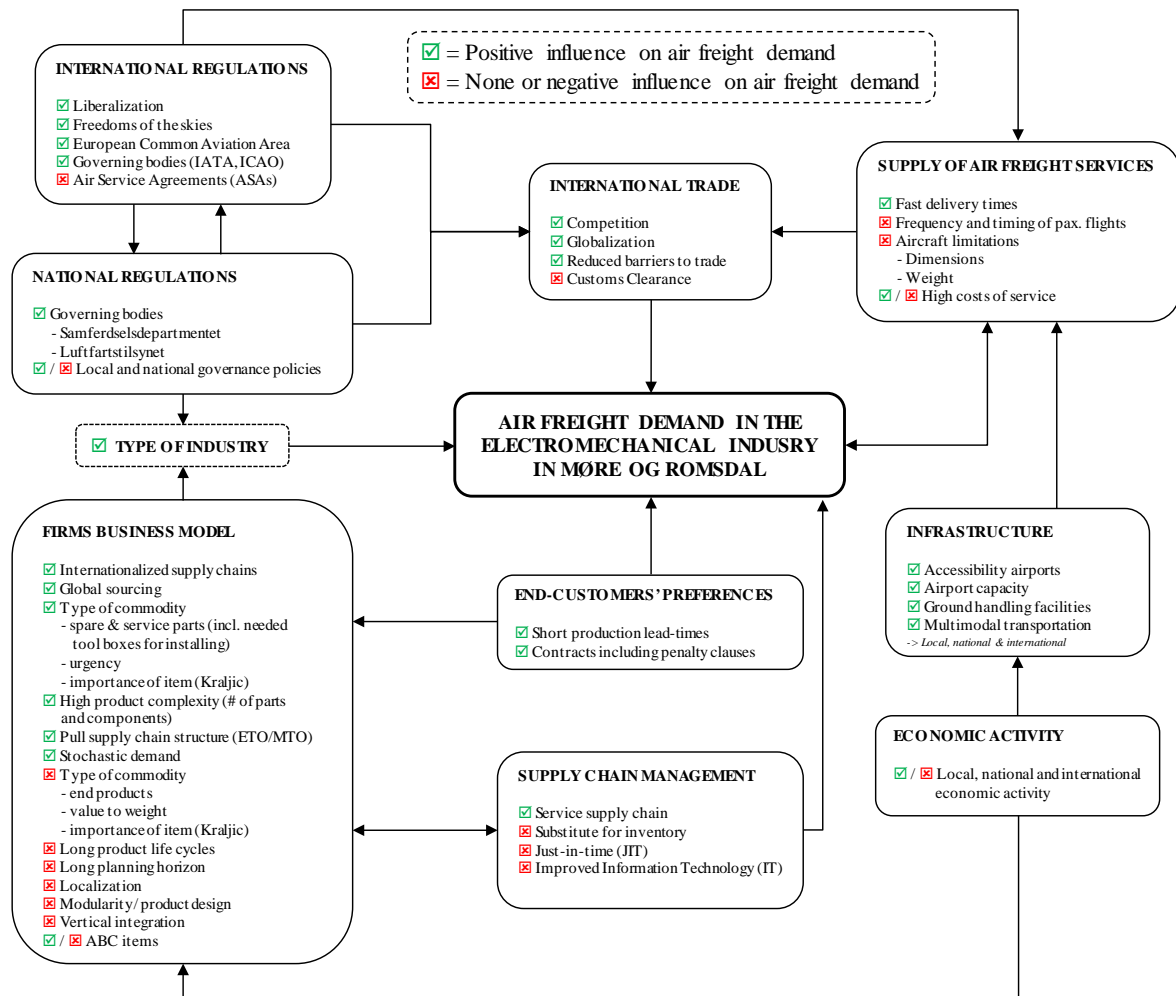 ☑ = Positive influence on air freight demand
☒ = None or negative influence on air freight demand
INTERNATIONAL REGULATIONS
☑ Liberalization
☑ Freedoms of the skies
☑ European Common Aviation Area
☑ Governing bodies (IATA, ICAO)
☒ Air Service Agreements (ASAs)
INTERNATIONAL TRADE
☑ Competition
☑ Globalization
☑ Reduced barriers to trade
☒ Customs Clearance
SUPPLY OF AIR FREIGHT SERVICES
☑ Fast delivery times
☒ Frequency and timing of pax. flights
☒ Aircraft limitations
- Dimensions
- Weight
☑ / ☒ High costs of service
NATIONAL REGULATIONS
☑ Governing bodies
- Samferdselsdepartmentet
- Luftfartstilsynet
☑ / ☒ Local and national governance policies
☑ TYPE OF INDUSTRY
AIR FREIGHT DEMAND IN THE
ELECTROMECHANICAL INDUSRY
IN MØRE OG ROMSDAL
FIRMS BUSINESS MODEL
☑ Internationalized supply chains
☑ Global sourcing
☑ Type of commodity
- spare & service parts (incl. needed
tool boxes for installing)
- urgency
- importance of item (Kraljic)
☑ High product complexity (# of parts
and components)
☑ Pull supply chain structure (ETO/MTO)
☑ Stochastic demand
☒ Type of commodity
- end products
- value to weight
- importance of item (Kraljic)
☒ Long product life cycles
☒ Long planning horizon
☒ Localization
☒ Modularity/ product design
☒ Vertical integration
☑ / ☒ ABC items
END-CUSTOMERS' PREFERENCES
☑ Short production lead-times
☑ Contracts including penalty clauses
SUPPLY CHAIN MANAGEMENT
☑ Service supply chain
☒ Substitute for inventory
☒ Just-in-time (JIT)
☒ Improved Information Technology (IT)
INFRASTRUCTURE
☑ Accessibility airports
☑ Airport capacity
☑ Ground handling facilities
☑ Multimodal transportation
-> Local, national & international
ECONOMIC ACTIVITY
☑ / ☒ Local, national and international
economic activity